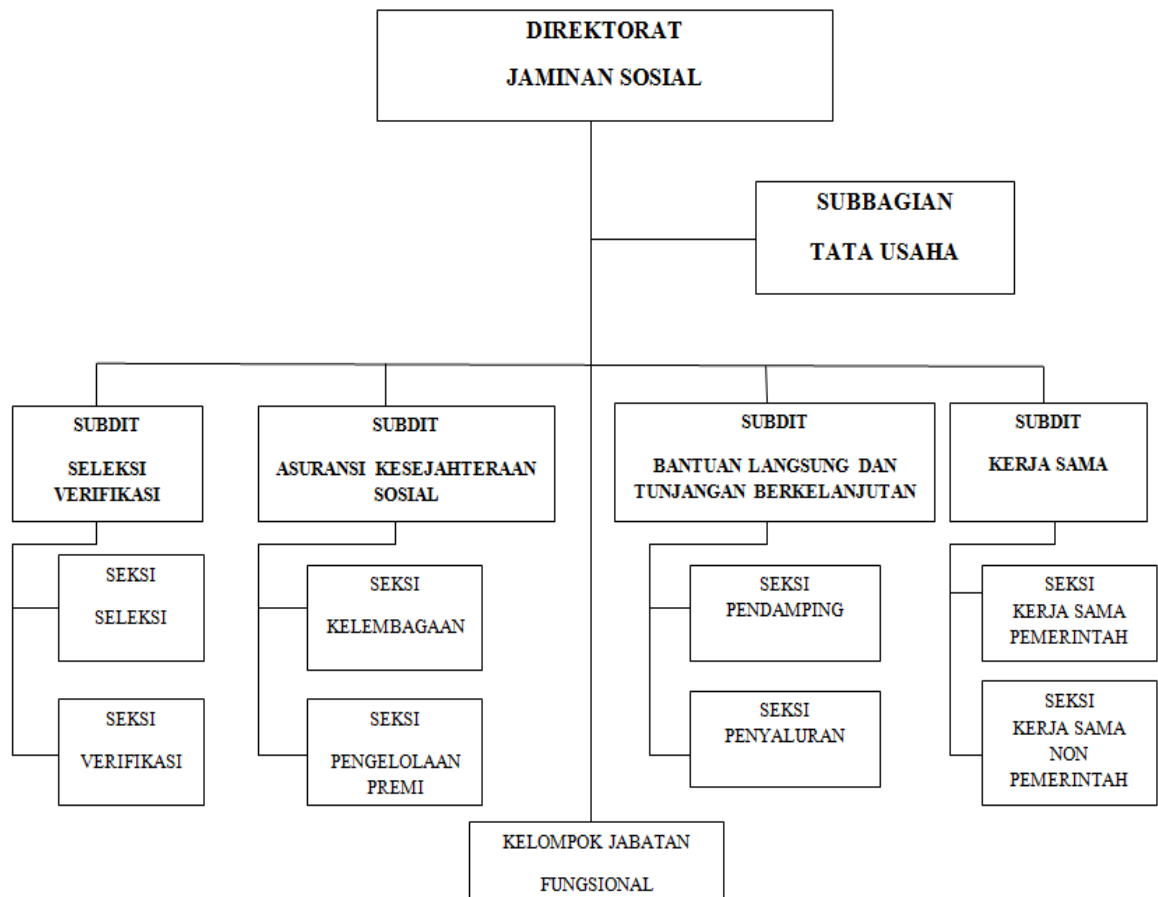 DIREKTORAT
JAMINAN SOSIAL
SUBBAGIAN
TATA USAHA
SUBDIT
SELEKSI
VERIFIKASI
SUBDIT
ASURANSI KESEJAHTERAAN
SOSIAL
SUBDIT
BANTUAN LANGSUNG DAN
TUNJANGAN BERKELANJUTAN
SUBDIT
KERJA SAMA
SEKSI
SELEKSI
SEKSI
KELEMBAGAAN
SEKSI
PENDAMPING
SEKSI
KERJA SAMA
PEMERINTAH
SEKSI
VERIFIKASI
SEKSI
PENGELOLAAN
PREMI
SEKSI
PENYALURAN
SEKSI
KERJA SAMA
NON
PEMERINTAH
KELOMPOK JABATAN
FUNGSIONAL